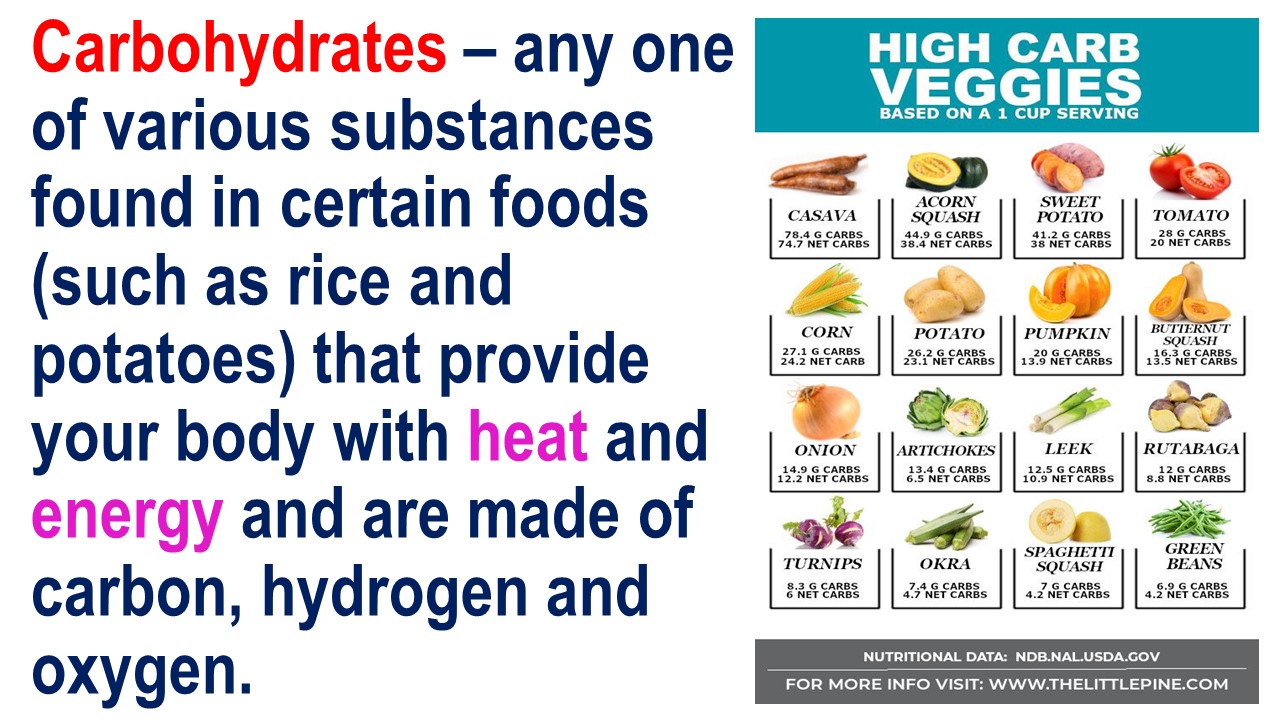 Carbohydrates – any one
of various substances
found in certain foods
(such as rice and
potatoes) that provide
your body with heat and
energy and are made of
carbon, hydrogen and
oxygen.
HIGH CARB
VEGGIES
BASED ON A 1 CUP SERVING
CASAVA
78.4 G CARBS
74.7 NET CARBS
ACORN
SQUASH
44.9 G CARBS
38.4 NET CARBS
SWEET
POTATO
41.2 G CARBS
38 NET CARBS
TOMATO
28 G CARBS
20 NET CARBS
CORN
27.1 G CARBS
24.2 NET CARB
POTATO
26.2 G CARBS
23.1 NET CARBS
PUMPKIN
20 G CARBS
13.9 NET CARBS
BUTTERNUT
SQUASH
16.3 G CARBS
13.5 NET CARBS
ONION
14.9 G CARBS
12.2 NET CARBS
ARTICHOKES
13.4 G CARBS
6.5 NET CARBS
LEEK
12.5 G CARBS
10.9 NET CARBS
RUTABAGA
12 G CARBS
8.8 NET CARBS
TURNIPS
8.3 G CARBS
6 NET CARBS
OKRA
7.4 G CARBS
4.7 NET CARBS
SPAGHETTI
SQUASH
7 G CARBS
4.2 NET CARBS
GREEN
BEANS
6.9 G CARBS
4.2 NET CARBS
NUTRITIONAL DATA: NDB.NAL.USDA.GOV
FOR MORE INFO VISIT: WWW.THELITTLEPINE.COM